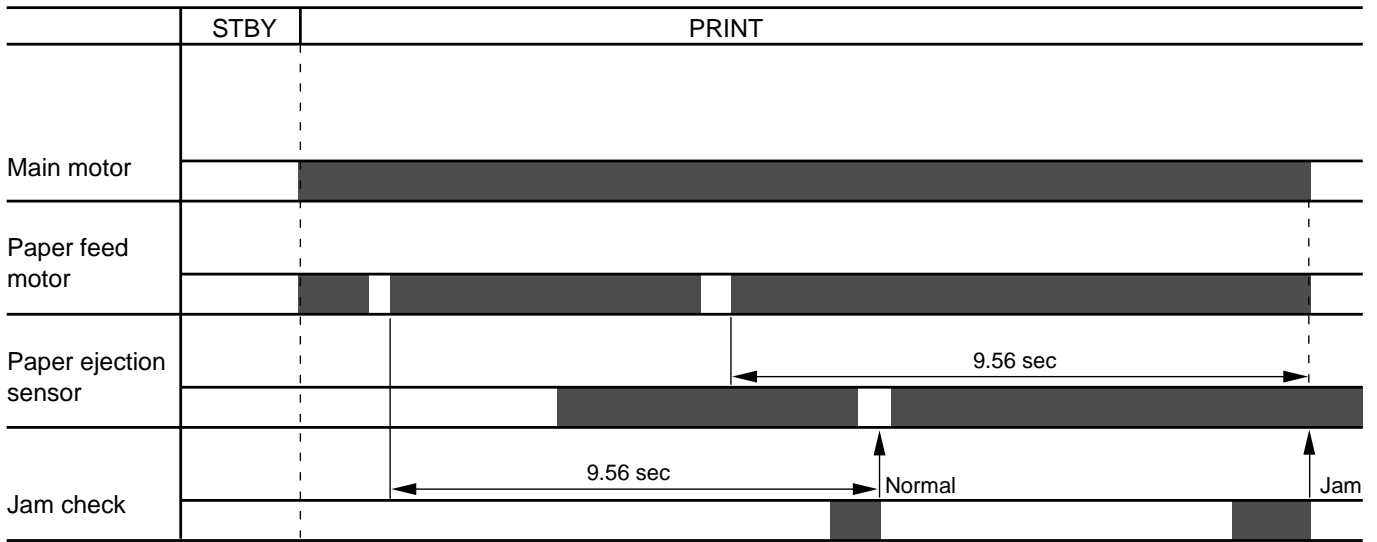 STBY
PRINT
Main motor
Paper feed
motor
Paper ejection
sensor
9.56 sec
9.56 sec
Normal
Jam
Jam check